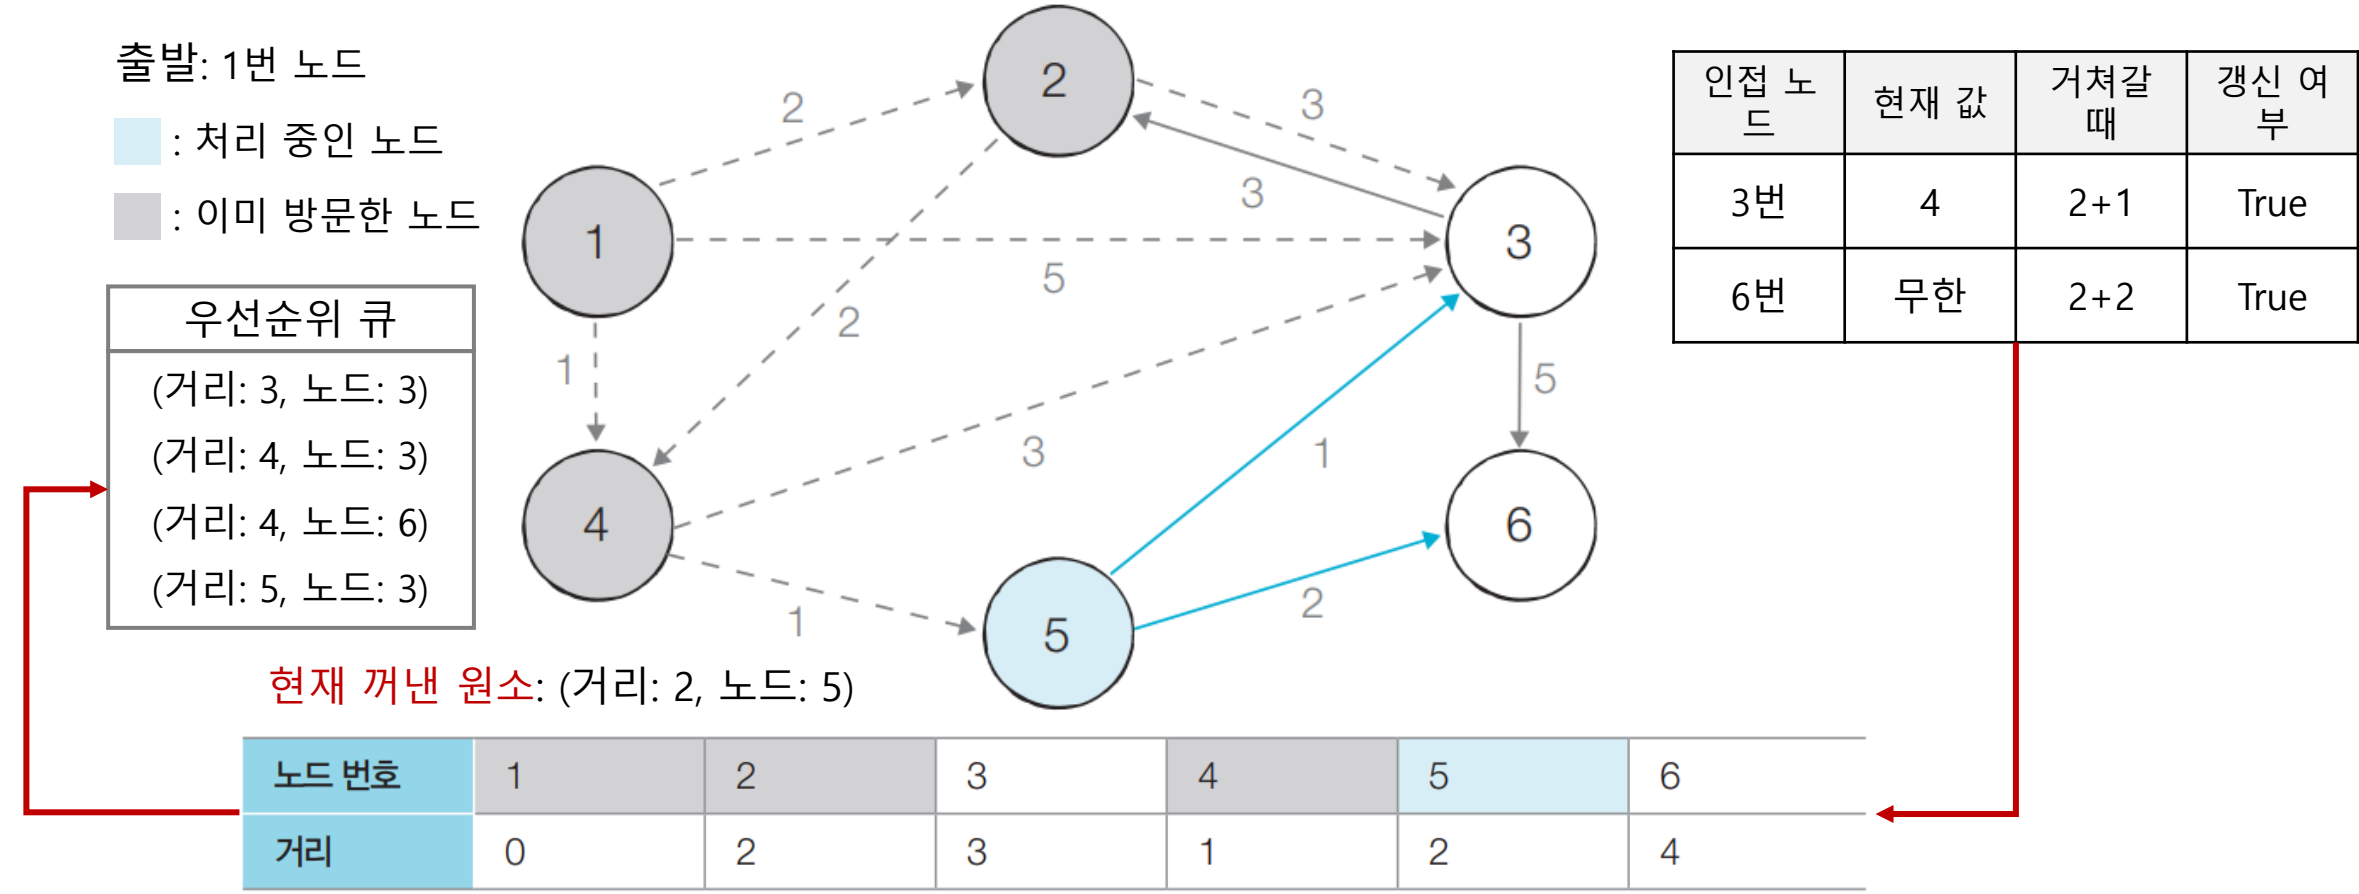 출발: 1번 노드
: 처리 중인 노드
: 이미 방문한 노드
우선순위 큐
(거리: 3, 노드: 3)
(거리: 4, 노드: 3)
(거리: 4, 노드: 6)
(거리: 5, 노드: 3)
2
2
3
3
1
5
3
2
1
5
4
3
1
6
1
5
2
인접 노
드
현재 값
거쳐갈
때
갱신 여
부
3번
4
2+1
True
6번
무한
2+2
True
현재 꺼낸 원소: (거리: 2, 노드: 5)
노드 번호 1 2 3 4 5 6
거리 0 2 3 1 2 4